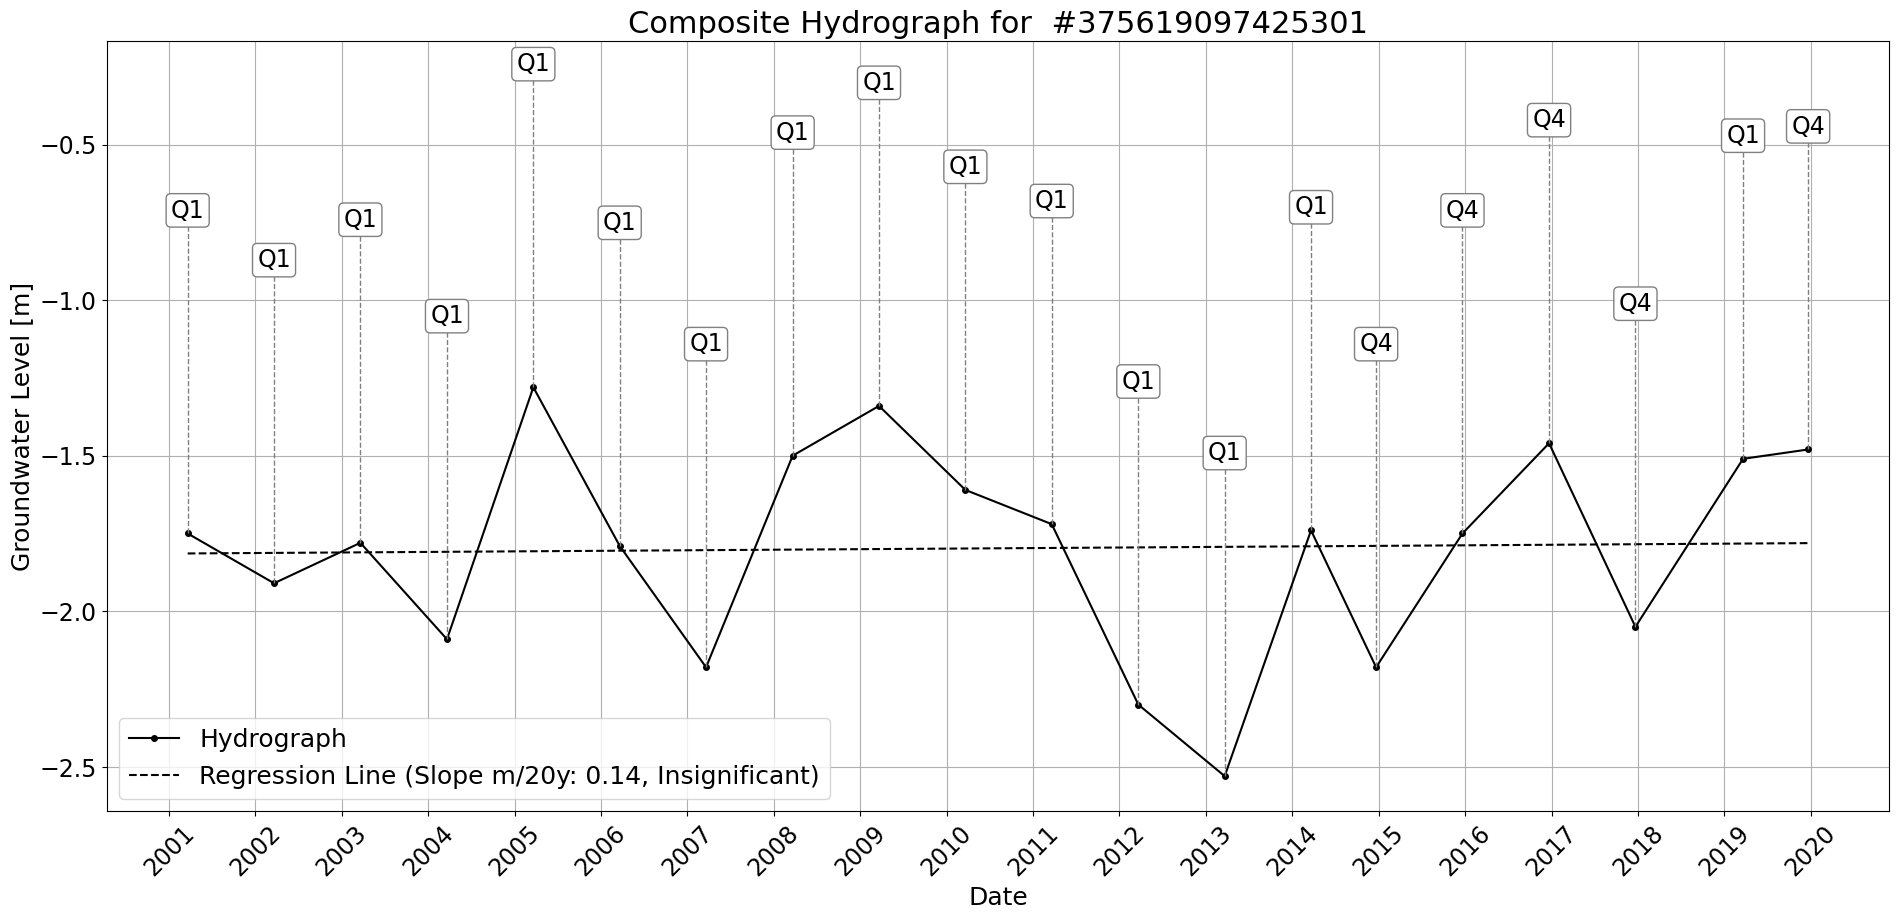 Composite Hydrograph for  #375619097425301
Groundwater Level [m]
−0.5
−1.0
−1.5
−2.0
−2.5
Q1
Q1
Q1
Q1
Q1
Q1
Q1
Q1
Q1
Q1
Q1
Q1
Q1
Q1
Q4
Q4
Q4
Q4
Q1
Q4
Hydrograph
Regression Line (Slope m/20y: 0.14, Insignificant)
2001
2002
2003
2004
2005
2006
2007
2008
2009
2010
2011
2012
2013
2014
2015
2016
2017
2018
2019
2020
Date